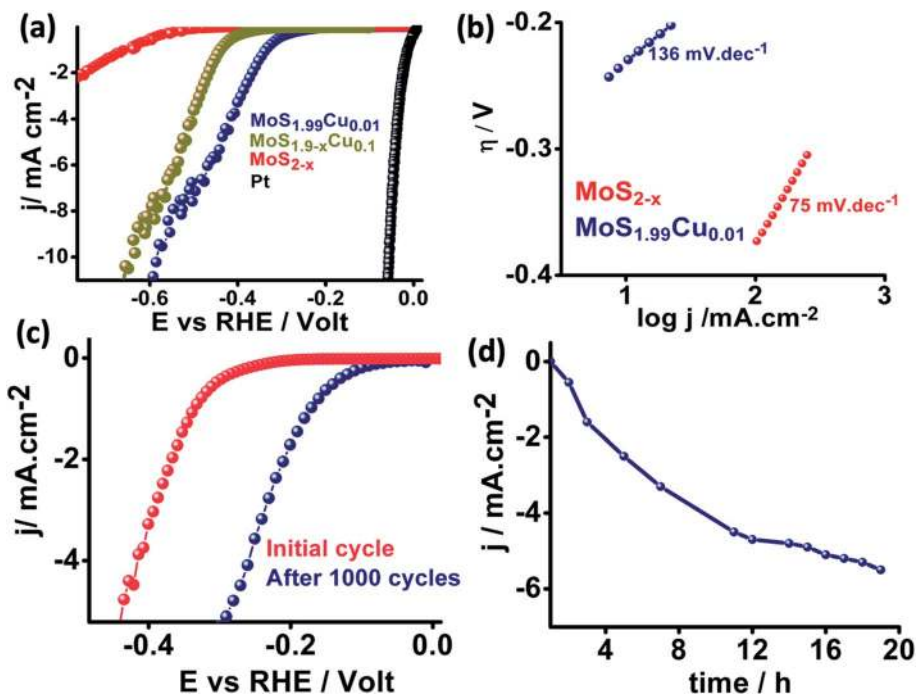 (a)
j/ mA cm-2
-2
-4
-6
-8
-10
MoS1.99Cu0.01
MoS1.9-xCu0.1
MoS2-x
Pt
-0.6
-0.4
-0.2
0.0
E vs RHE / Volt
(b)
η / V
-0.2
-0.3
-0.4
136 mV.dec-1
75 mV.dec-1
MoS2-x
MoS1.99Cu0.01
1
2
3
log j /mA.cm-2
(c)
j/ mA.cm-2
0
-2
-4
Initial cycle
After 1000 cycles
-0.4
-0.2
0.0
E vs RHE / Volt
(d)
j / mA.cm-2
0
-2
-4
-6
4
8
12
16
20
time / h